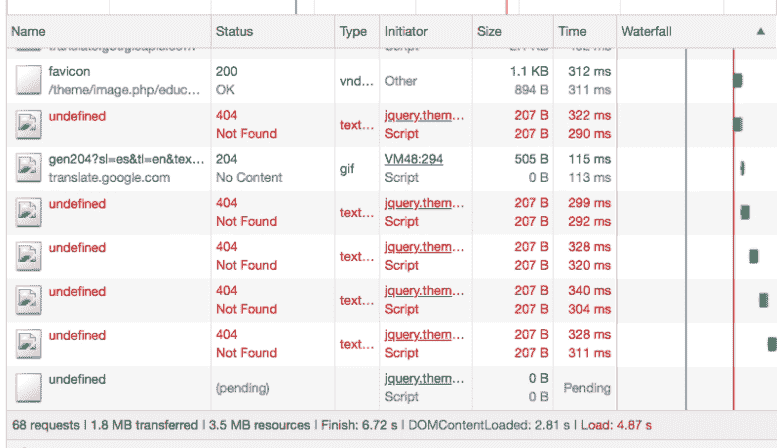 Name Status Type Initiator Size Time Waterfall
favicon 200 vnd... Other 1.1 KB 312 ms
/theme/image.php/educ... OK 894 B 311 ms
undefined 404 text... jquery.them... 207 B 322 ms
Not Found Script 207 B 290 ms
gen204?sl=es&tl=en&tex... 204 gif VM48:294 505 B 115 ms
translate.google.com No Content Script 0 B 113 ms
undefined 404 text... jquery.them... 207 B 299 ms
Not Found Script 207 B 292 ms
undefined 404 text... jquery.them... 207 B 328 ms
Not Found Script 207 B 320 ms
undefined 404 text... jquery.them... 207 B 340 ms
Not Found Script 207 B 304 ms
undefined 404 text... jquery.them... 207 B 328 ms
Not Found Script 207 B 311 ms
undefined (pending) jquery.them... 0 B Pending
Script 0 B
68 requests | 1.8 MB transferred | 3.5 MB resources | Finish: 6.72 s | DOMContentLoaded: 2.81 s | Load: 4.87 s